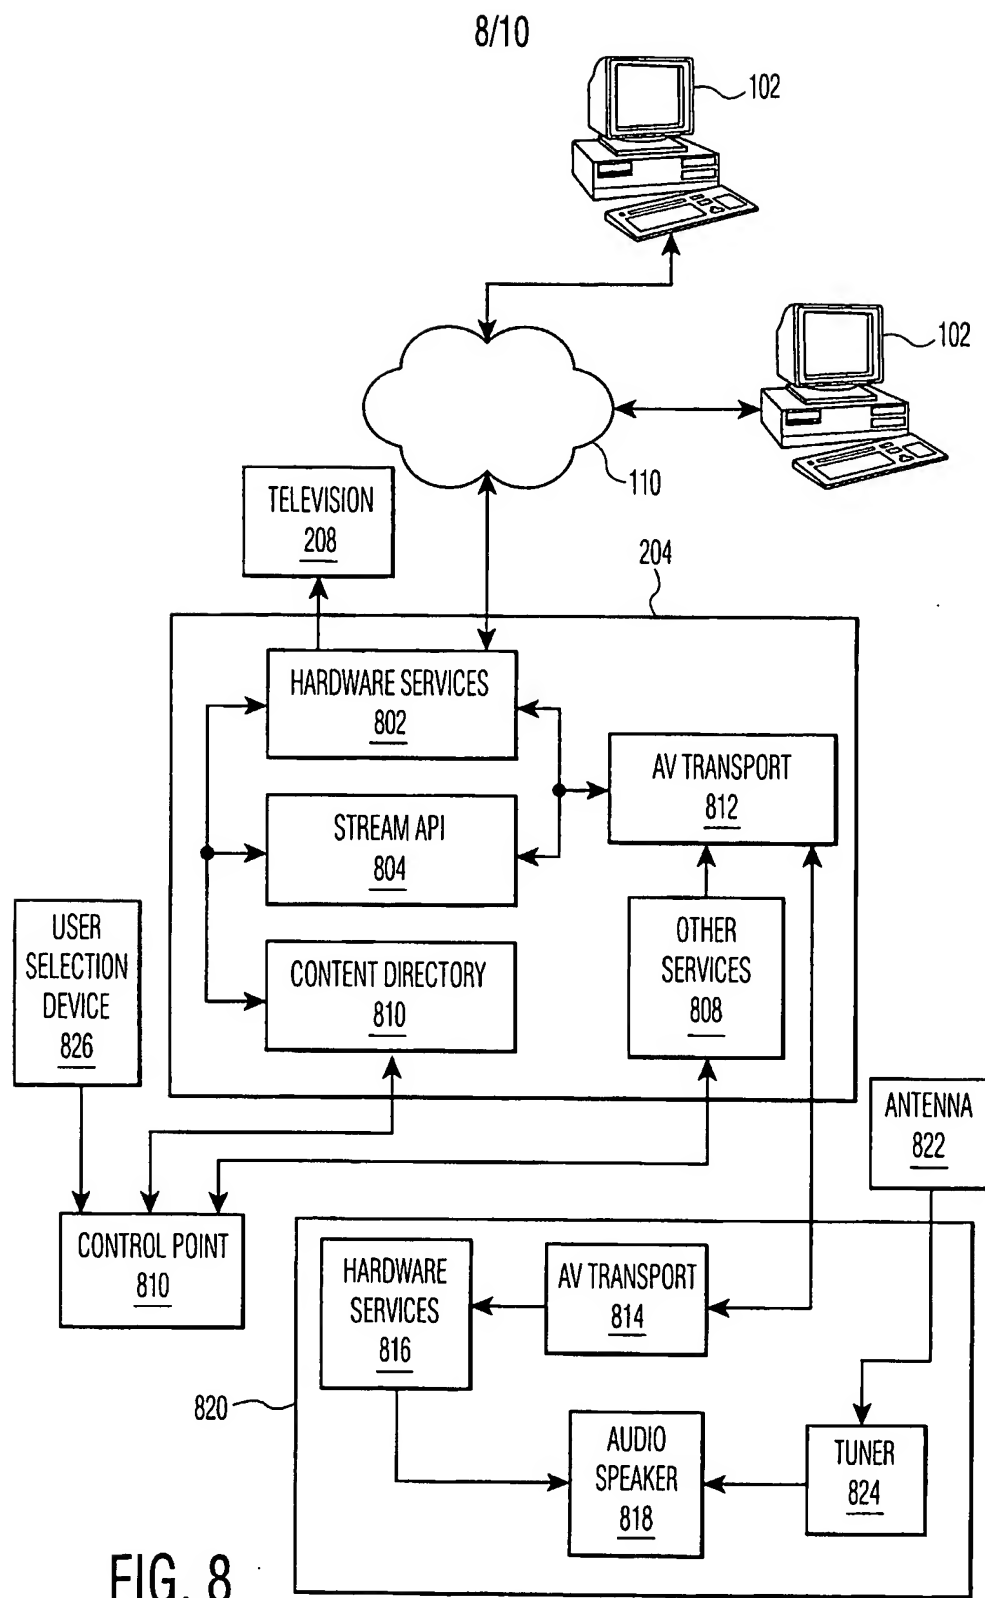 8/10
102
102
110
TELEVISION
208
204
HARDWARE SERVICES
802
AV TRANSPORT
812
STREAM API
804
USER
SELECTION
DEVICE
826
OTHER
SERVICES
808
CONTENT DIRECTORY
810
ANTENNA
822
CONTROL POINT
810
HARDWARE
SERVICES
816
AV TRANSPORT
814
820
AUDIO
SPEAKER
818
TUNER
824
FIG. 8